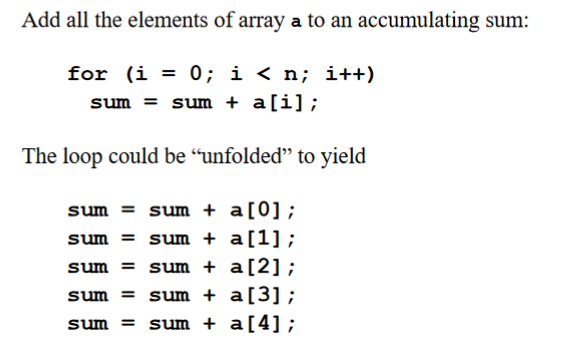 Add all the elements of array a to an accumulating sum:
for (i = 0; i < n; i++)
sum = sum + a[i];
The loop could be “unfolded” to yield
sum = sum + a[0];
sum = sum + a[1];
sum = sum + a[2];
sum = sum + a[3];
sum = sum + a[4];